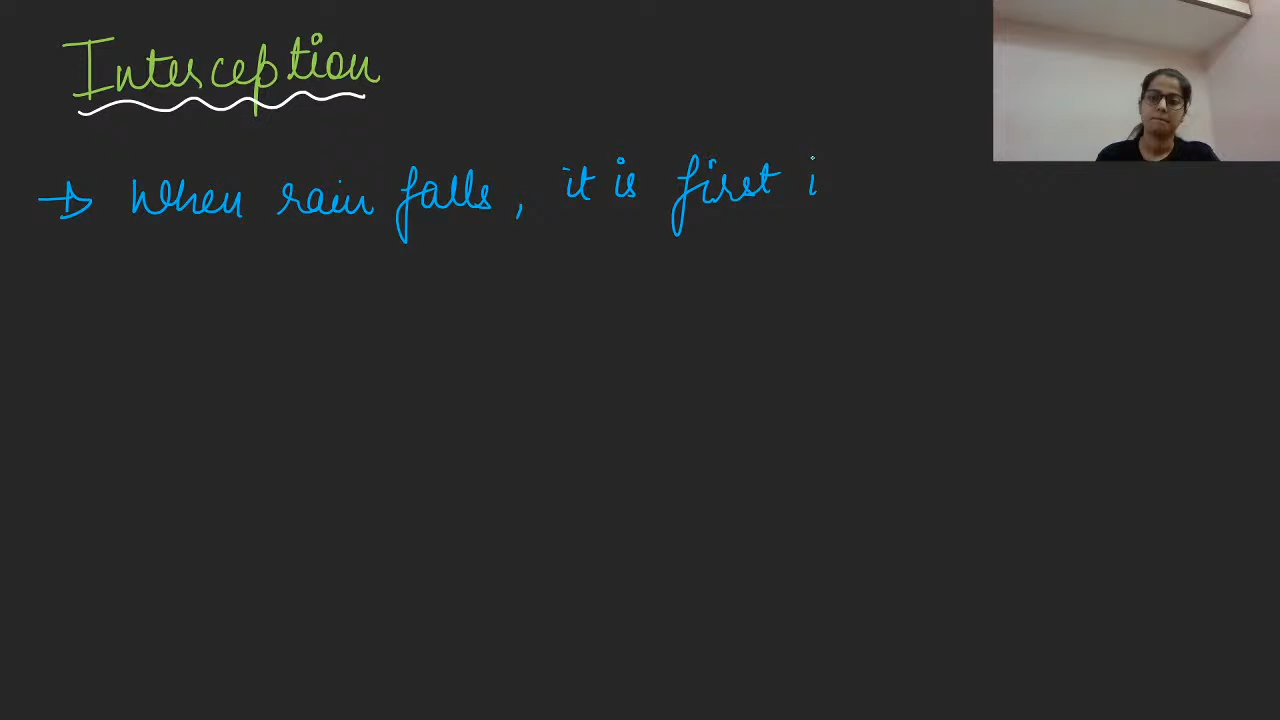 Interception
→ When rain falls, it is first i